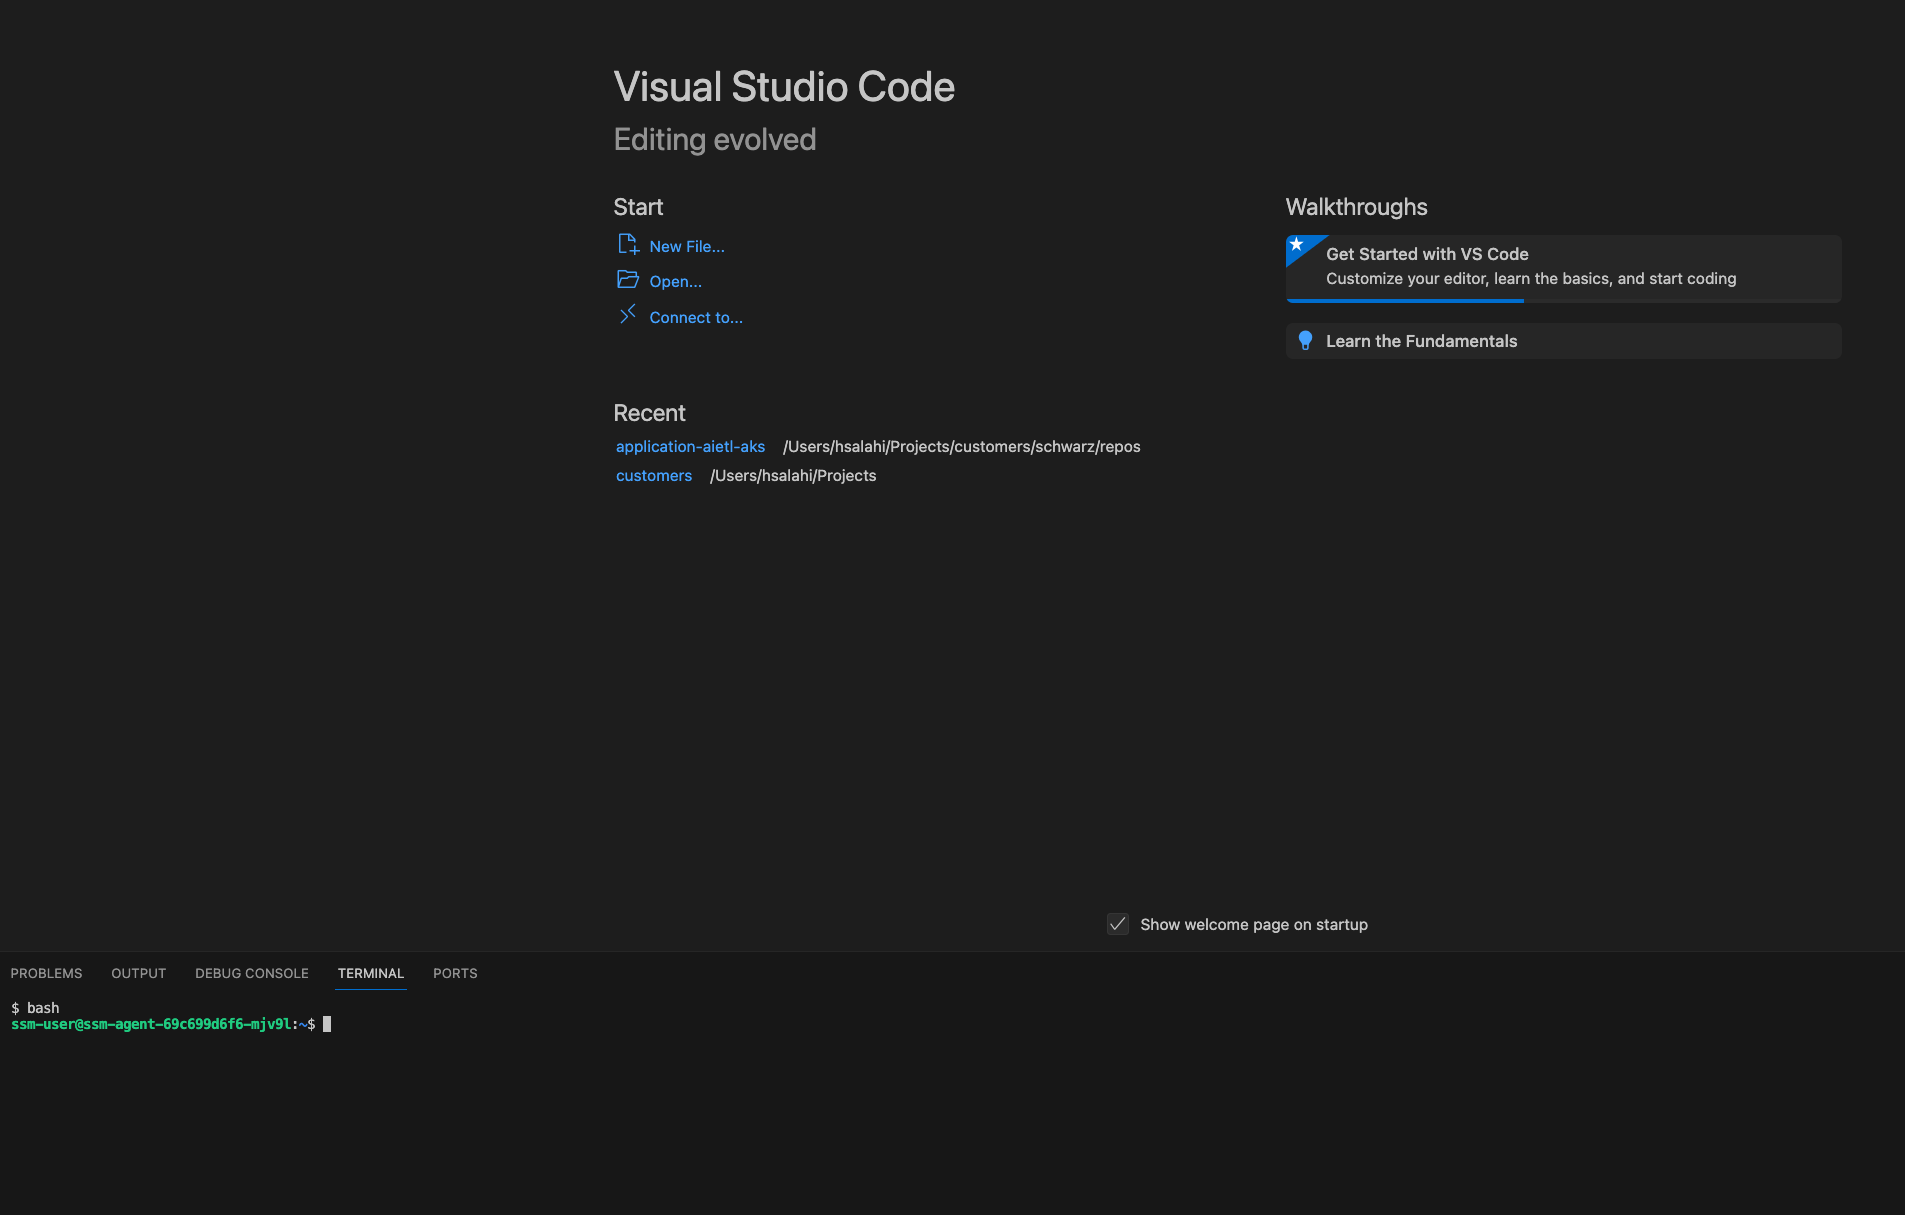 Visual Studio Code
Editing evolved
Start
New File...
Open...
Connect to...
Recent
application-aietl-aks /Users/hsalahi/Projects/customers/schwarz/repos
customers /Users/hsalahi/Projects
Walkthroughs
Get Started with VS Code
Customize your editor, learn the basics, and start coding
Learn the Fundamentals
Show welcome page on startup
PROBLEMS OUTPUT DEBUG CONSOLE TERMINAL PORTS
$ bash
ssm-user@ssm-agent-69c699d6f6-mjv9l:~$